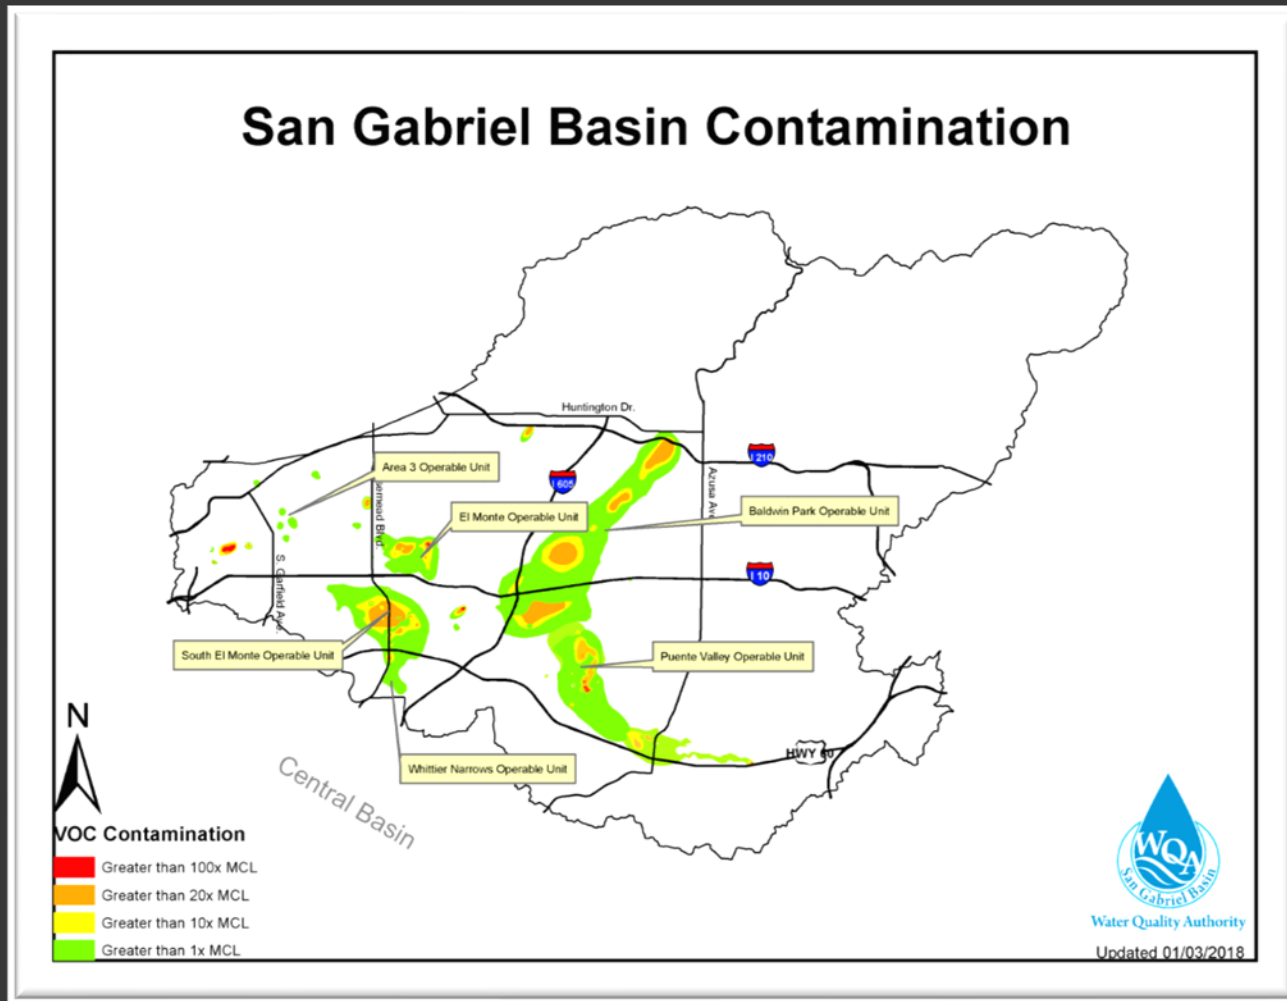 San Gabriel Basin Contamination
Huntington Dr.
I 210
Area 3 Operable Unit
I 605
Azusa Ave
Baldwin Park Operable Unit
El Monte Operable Unit
emead Blvd.
I 10
S. Garfield Ave.
South El Monte Operable Unit
Puente Valley Operable Unit
N
HWY 60
Whittier Narrows Operable Unit
Central Basin
VOC Contamination
Greater than 100x MCL
Greater than 20x MCL
Greater than 10x MCL
Greater than 1x MCL
WQA
San Gabriel Basin
Water Quality Authority
Updated 01/03/2018